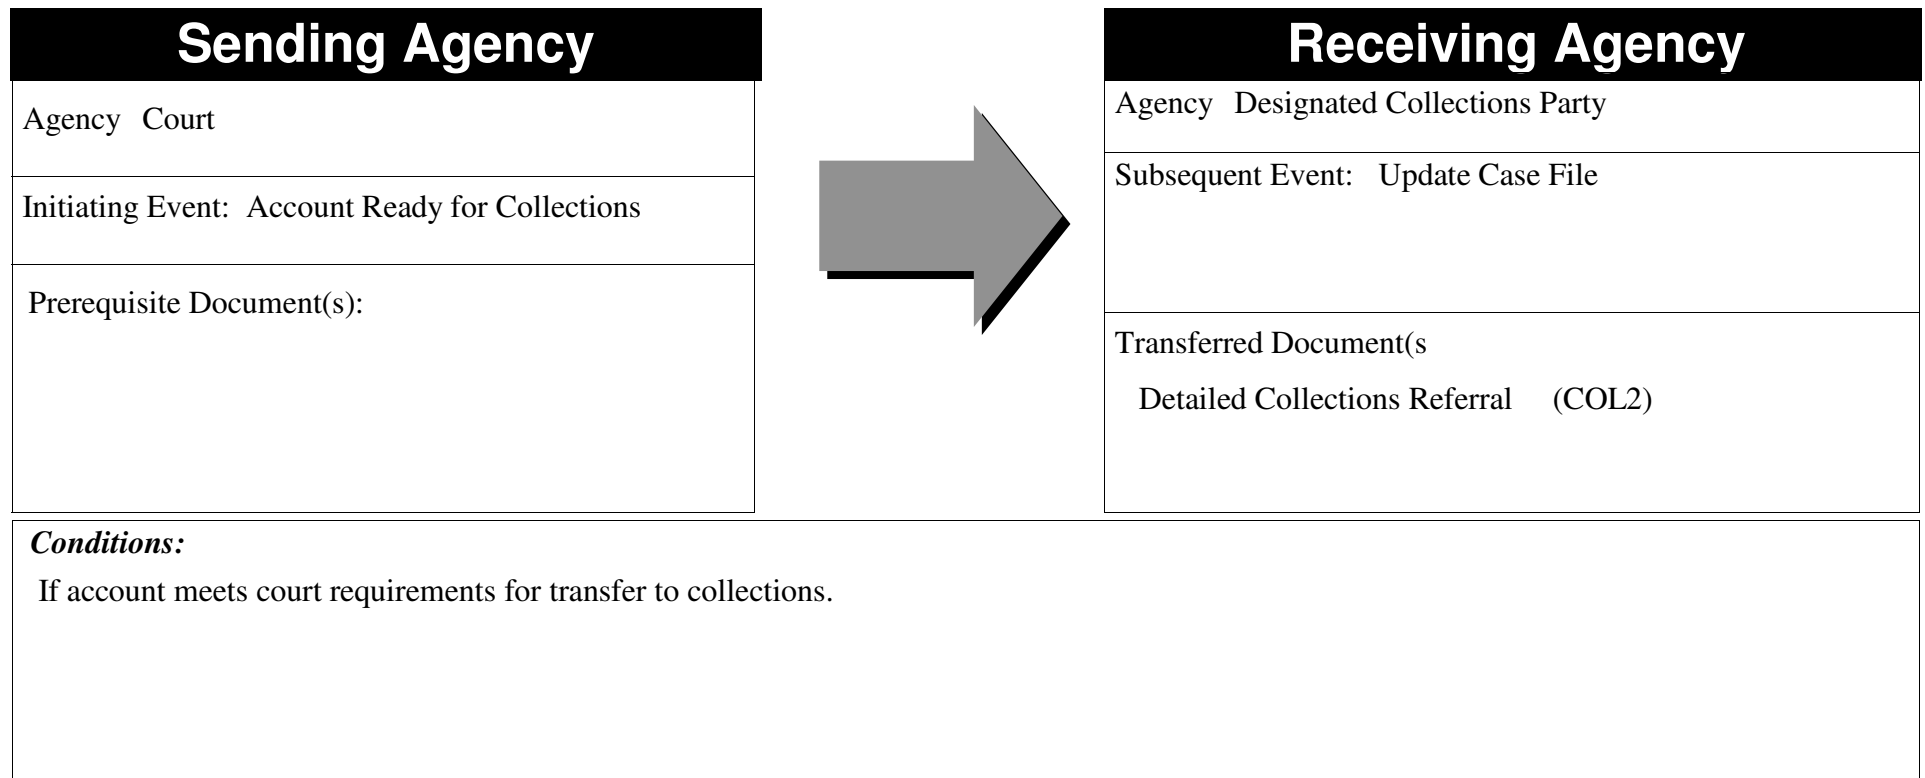 Sending Agency
Agency Court
Initiating Event: Account Ready for Collections
Prerequisite Document(s):
Receiving Agency
Agency Designated Collections Party
Subsequent Event: Update Case File
Transferred Document(s
Detailed Collections Referral (COL2)
Conditions:
If account meets court requirements for transfer to collections.